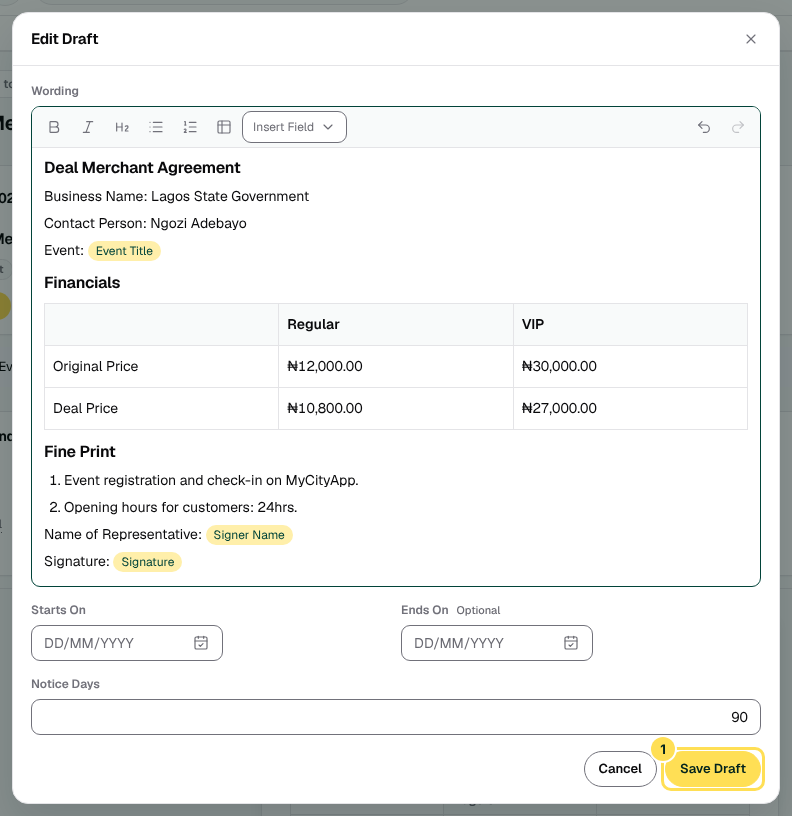 Edit Draft
Wording
B I H2 Insert Field
Deal Merchant Agreement
Business Name: Lagos State Government
Contact Person: Ngozi Adebayo
Event: Event Title
Financials
Regular VIP
Original Price ₦12,000.00 ₦30,000.00
Deal Price ₦10,800.00 ₦27,000.00
Fine Print
1. Event registration and check-in on MyCityApp.
2. Opening hours for customers: 24hrs.
Name of Representative: Signer Name
Signature: Signature
Starts On Ends On Optional
DD/MM/YYYY DD/MM/YYYY
Notice Days
90
1
Cancel Save Draft